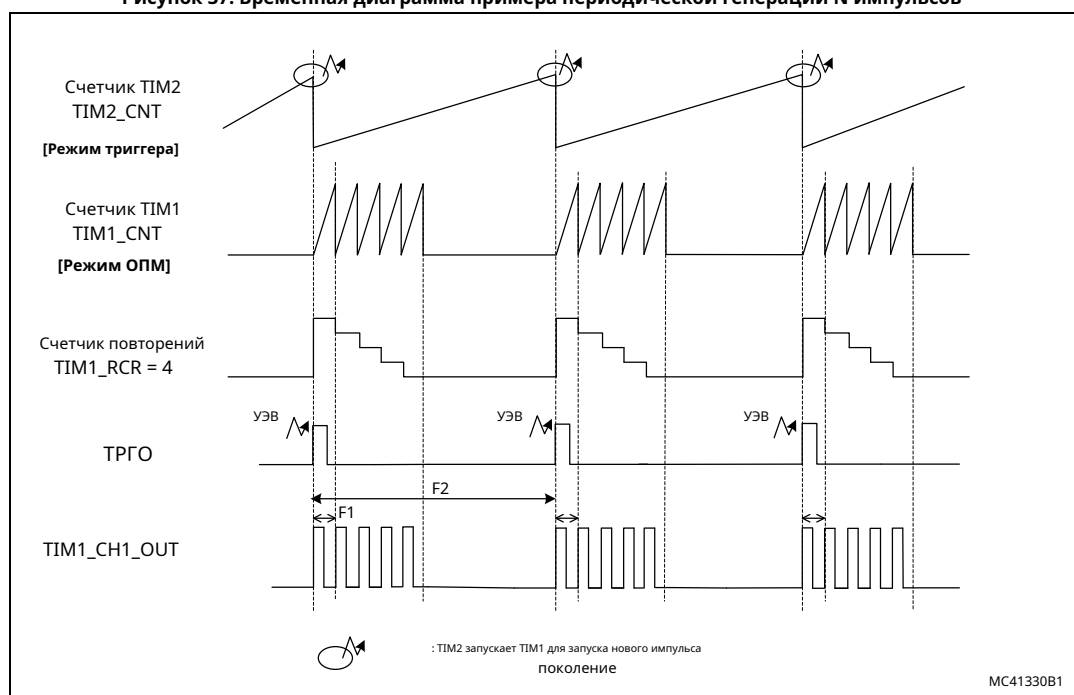 Рисунок 37. Временная диаграмма примера периодической генерации N импульсов
Счетчик TIM2
TIM2_CNT
[Режим триггера]
Счетчик TIM1
TIM1_CNT
[Режим ОПМ]
Счетчик повторений
TIM1_RCR = 4
УЭВ
УЭВ
УЭВ
ТРГО
F2
F1
TIM1_CH1_OUT
: TIM2 запускает TIM1 для запуска нового импульса
поколение
MC41330B1